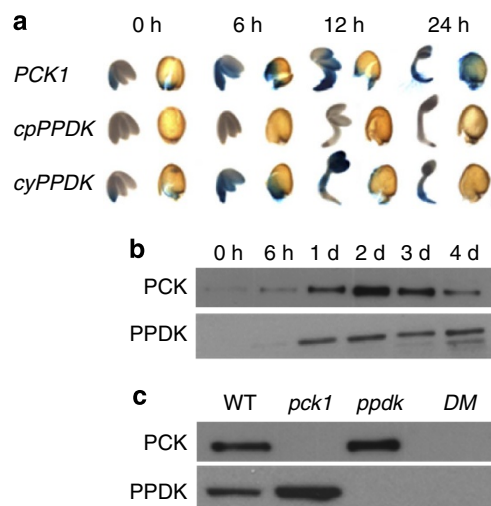 a
0 h 6 h 12 h 24 h
PCK1
cpPPDK
cyPPDK
b
0 h 6 h 1 d 2 d 3 d 4 d
PCK
PPDK
c
WT pck1 ppdk DM
PCK
PPDK